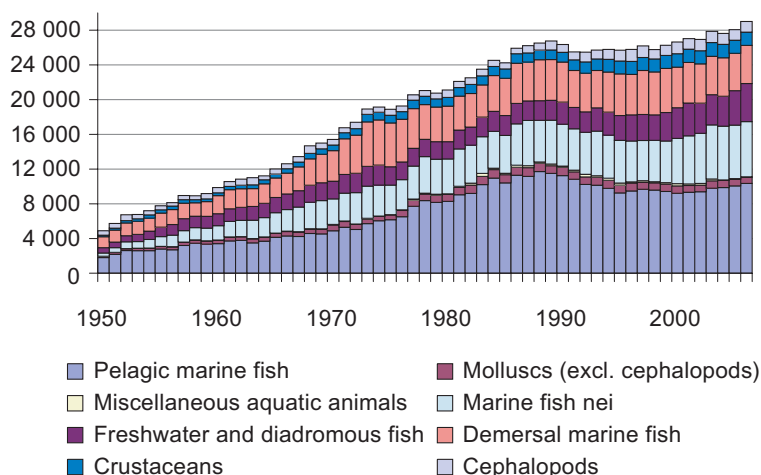 28 000
24 000
20 000
16 000
12 000
8 000
4 000
0
1950 1960 1970 1980 1990 2000
Pelagic marine fish Molluscs (excl. cephalopods)
Miscellaneous aquatic animals Marine fish nei
Freshwater and diadromous fish Demersal marine fish
Crustaceans Cephalopods